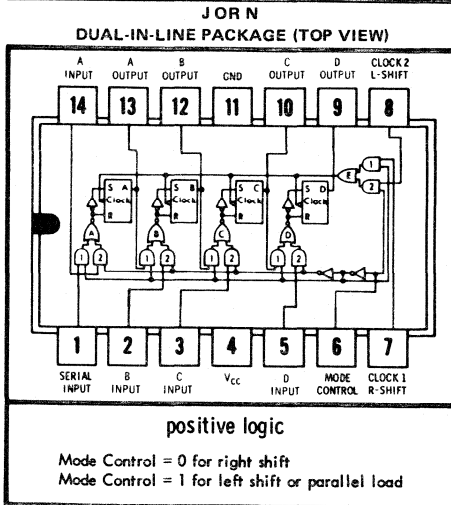 J OR N
DUAL-IN-LINE PACKAGE (TOP VIEW)
A INPUT
A OUTPUT
B OUTPUT
GND
C OUTPUT
D OUTPUT
CLOCK 2 L-SHIFT
14 13 12 11 10 9 8
S A Clock R
S B Clock R
S C Clock R
S D Clock R
E 1 2
A B C D
1 2 1 2 1 2 1 2
1 2 3 4 5 6 7
SERIAL INPUT
B INPUT
C INPUT
VCC
D INPUT
MODE CONTROL
CLOCK 1 R-SHIFT
positive logic
Mode Control = 0 for right shift
Mode Control = 1 for left shift or parallel load